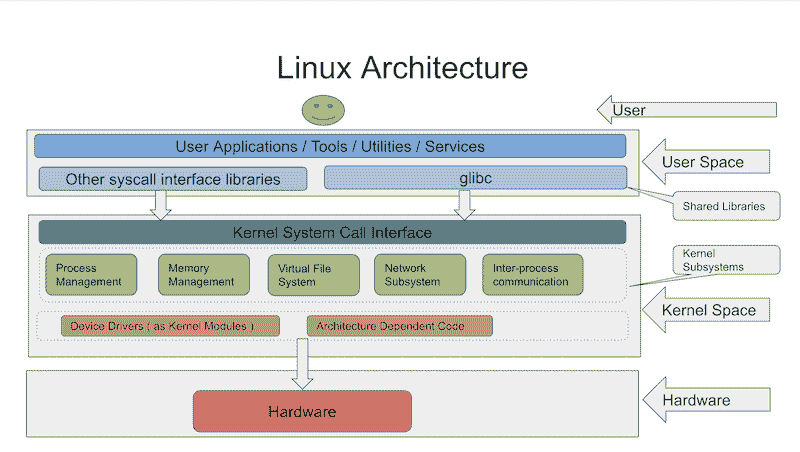 Linux Architecture
User
User Applications / Tools / Utilities / Services
User Space
Other syscall interface libraries
glibc
Shared Libraries
Kernel System Call Interface
Kernel
Subsystems
Process
Management
Memory
Management
Virtual File
System
Network
Subsystem
Inter-process
communication
Kernel Space
Device Drivers ( as Kernel Modules )
Architecture Dependent Code
Hardware
Hardware